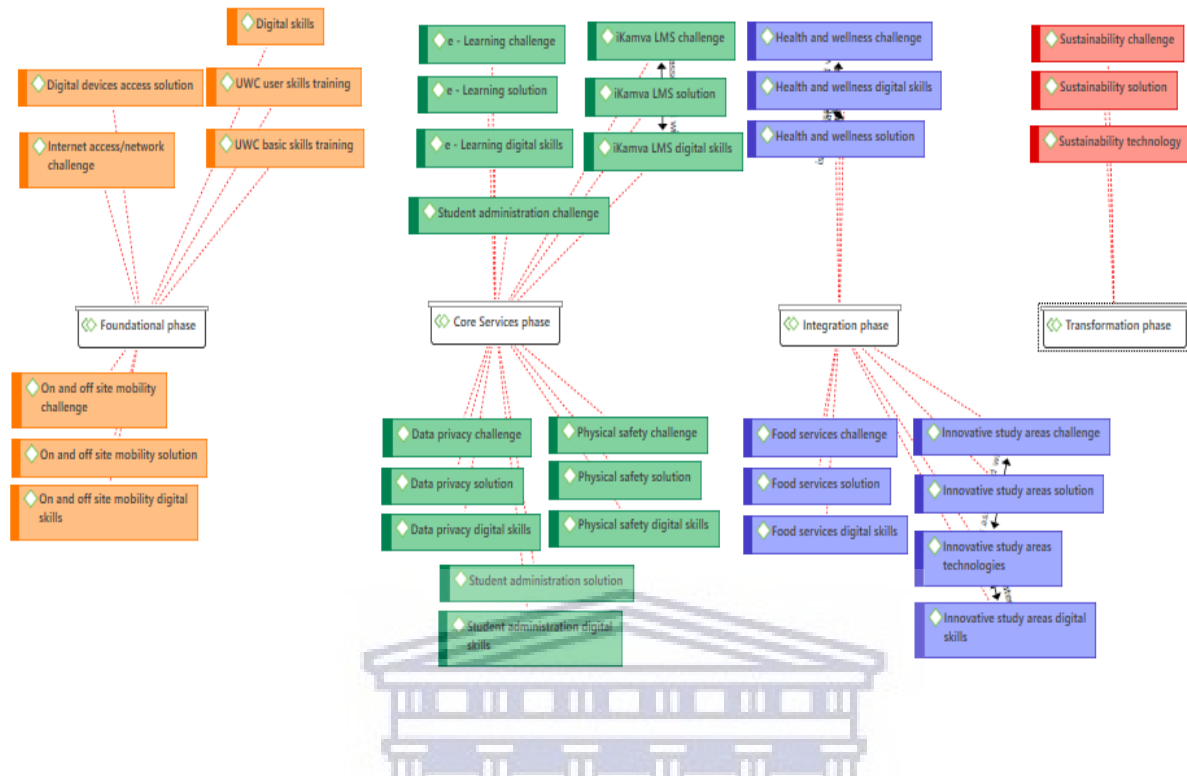 Digital skills
Digital devices access solution
UWC user skills training
Internet access/network
challenge
UWC basic skills training
Foundational phase
On and off site mobility
challenge
On and off site mobility solution
On and off site mobility digital
skills
e - Learning challenge
e - Learning solution
e - Learning digital skills
iKamva LMS challenge
iKamva LMS solution
iKamva LMS digital skills
Student administration challenge
Core Services phase
Data privacy challenge
Data privacy solution
Data privacy digital skills
Physical safety challenge
Physical safety solution
Physical safety digital skills
Student administration solution
Student administration digital
skills
Health and wellness challenge
Health and wellness digital skills
Health and wellness solution
Integration phase
Food services challenge
Food services solution
Food services digital skills
Innovative study areas challenge
Innovative study areas solution
Innovative study areas
technologies
Innovative study areas digital
skills
Sustainability challenge
Sustainability solution
Sustainability technology
Transformation phase